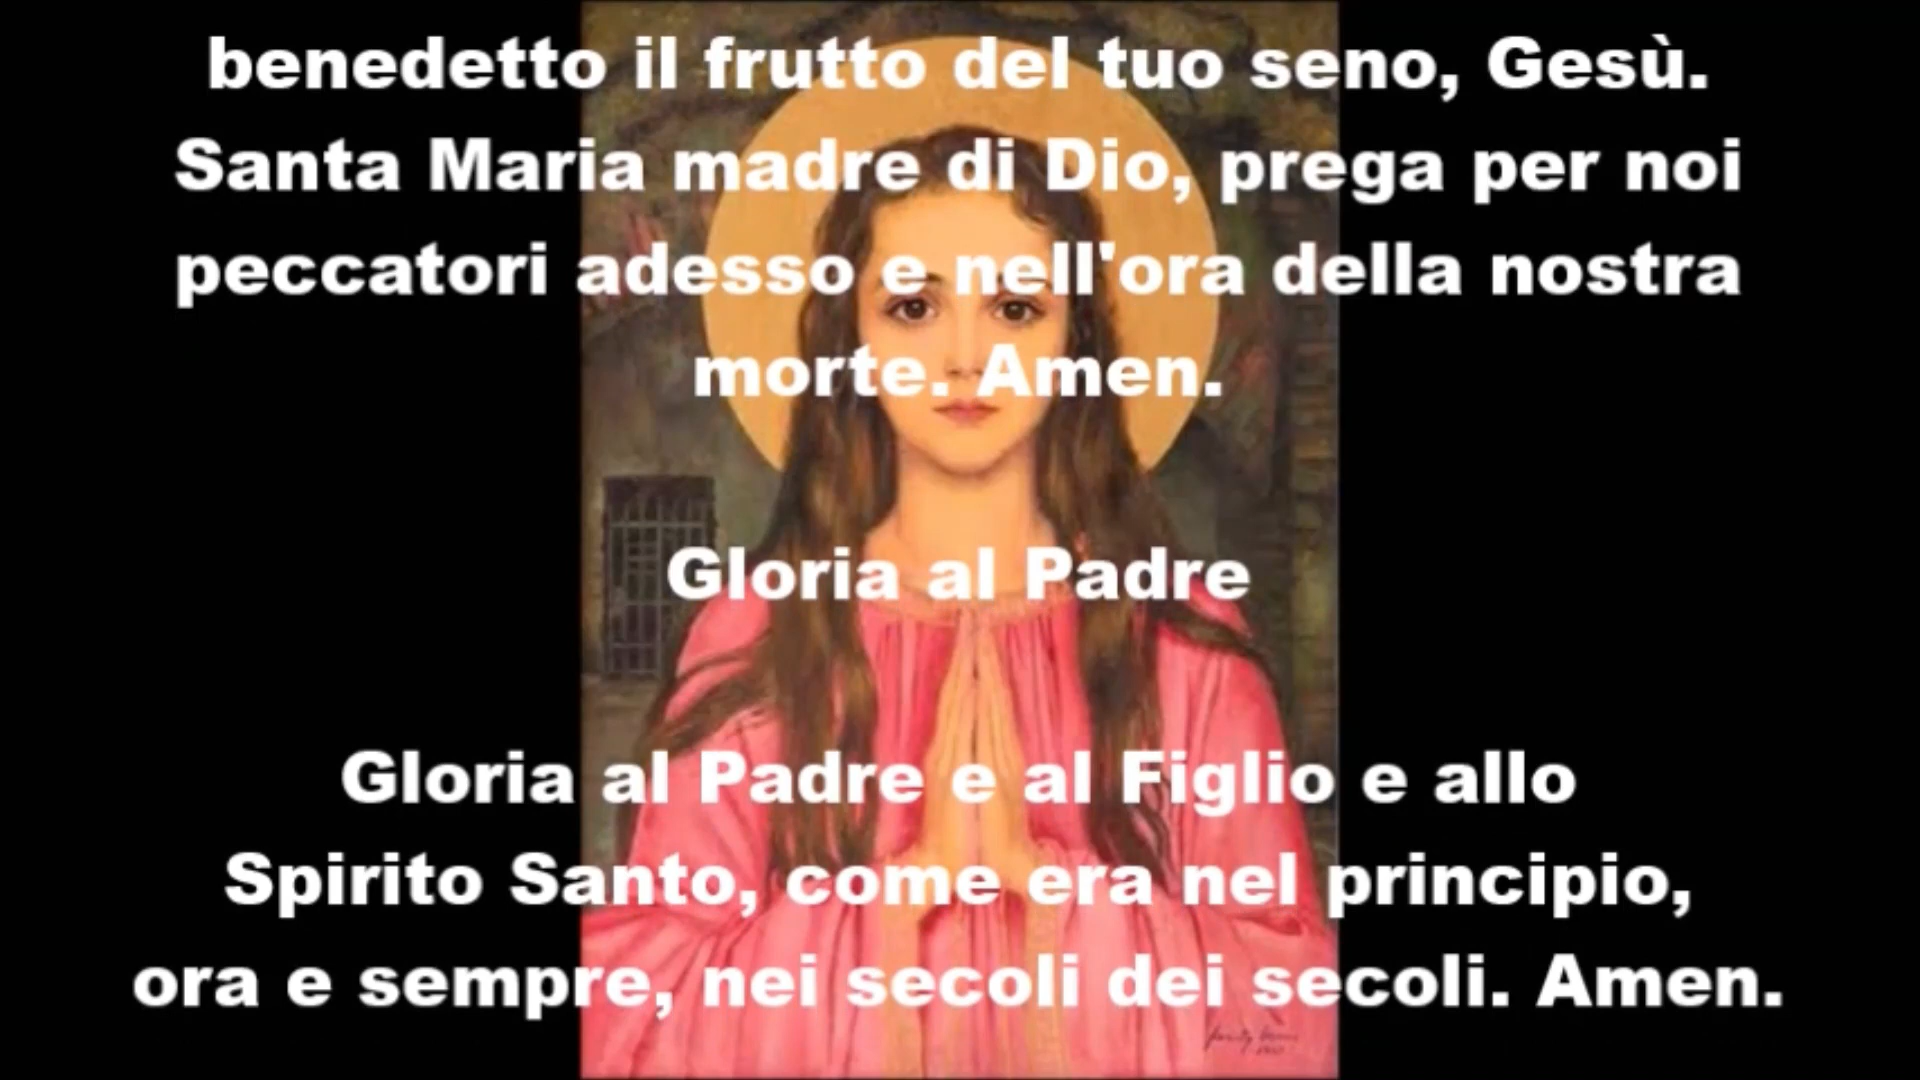 benedetto il frutto del tuo seno, Gesù.
Santa Maria madre di Dio, prega per noi
peccatori adesso e nell'ora della nostra
morte. Amen.
Gloria al Padre
Gloria al Padre e al Figlio e allo
Spirito Santo, come era nel principio,
ora e sempre, nei secoli dei secoli. Amen.